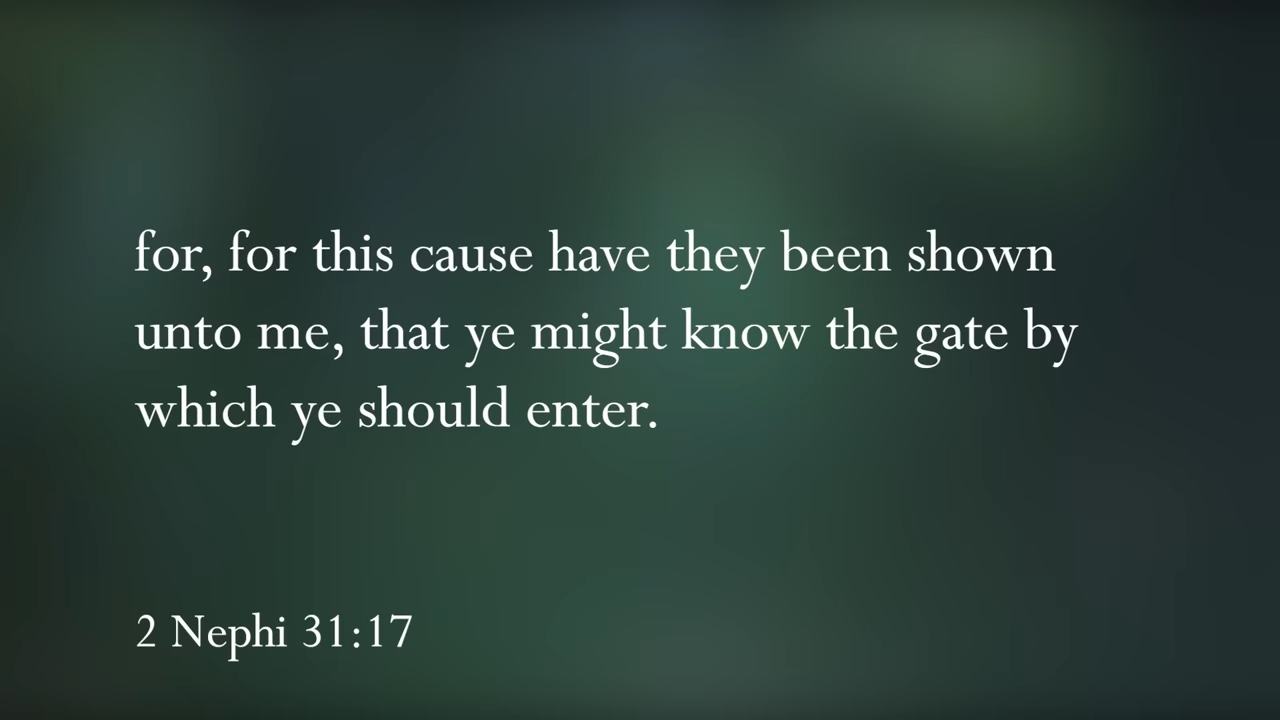 for, for this cause have they been shown
unto me, that ye might know the gate by
which ye should enter.
2 Nephi 31:17